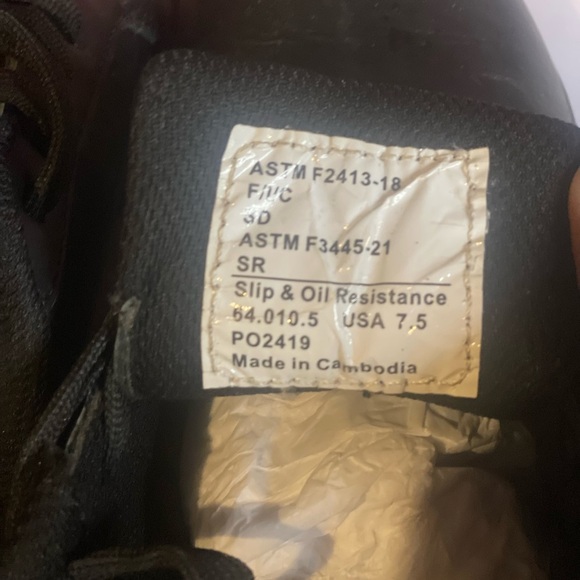 ASTM F2413-18
F/I/C
SD
ASTM F3445-21
SR
Slip & Oil Resistance
64.010.5 USA 7.5
PO2419
Made in Cambodia